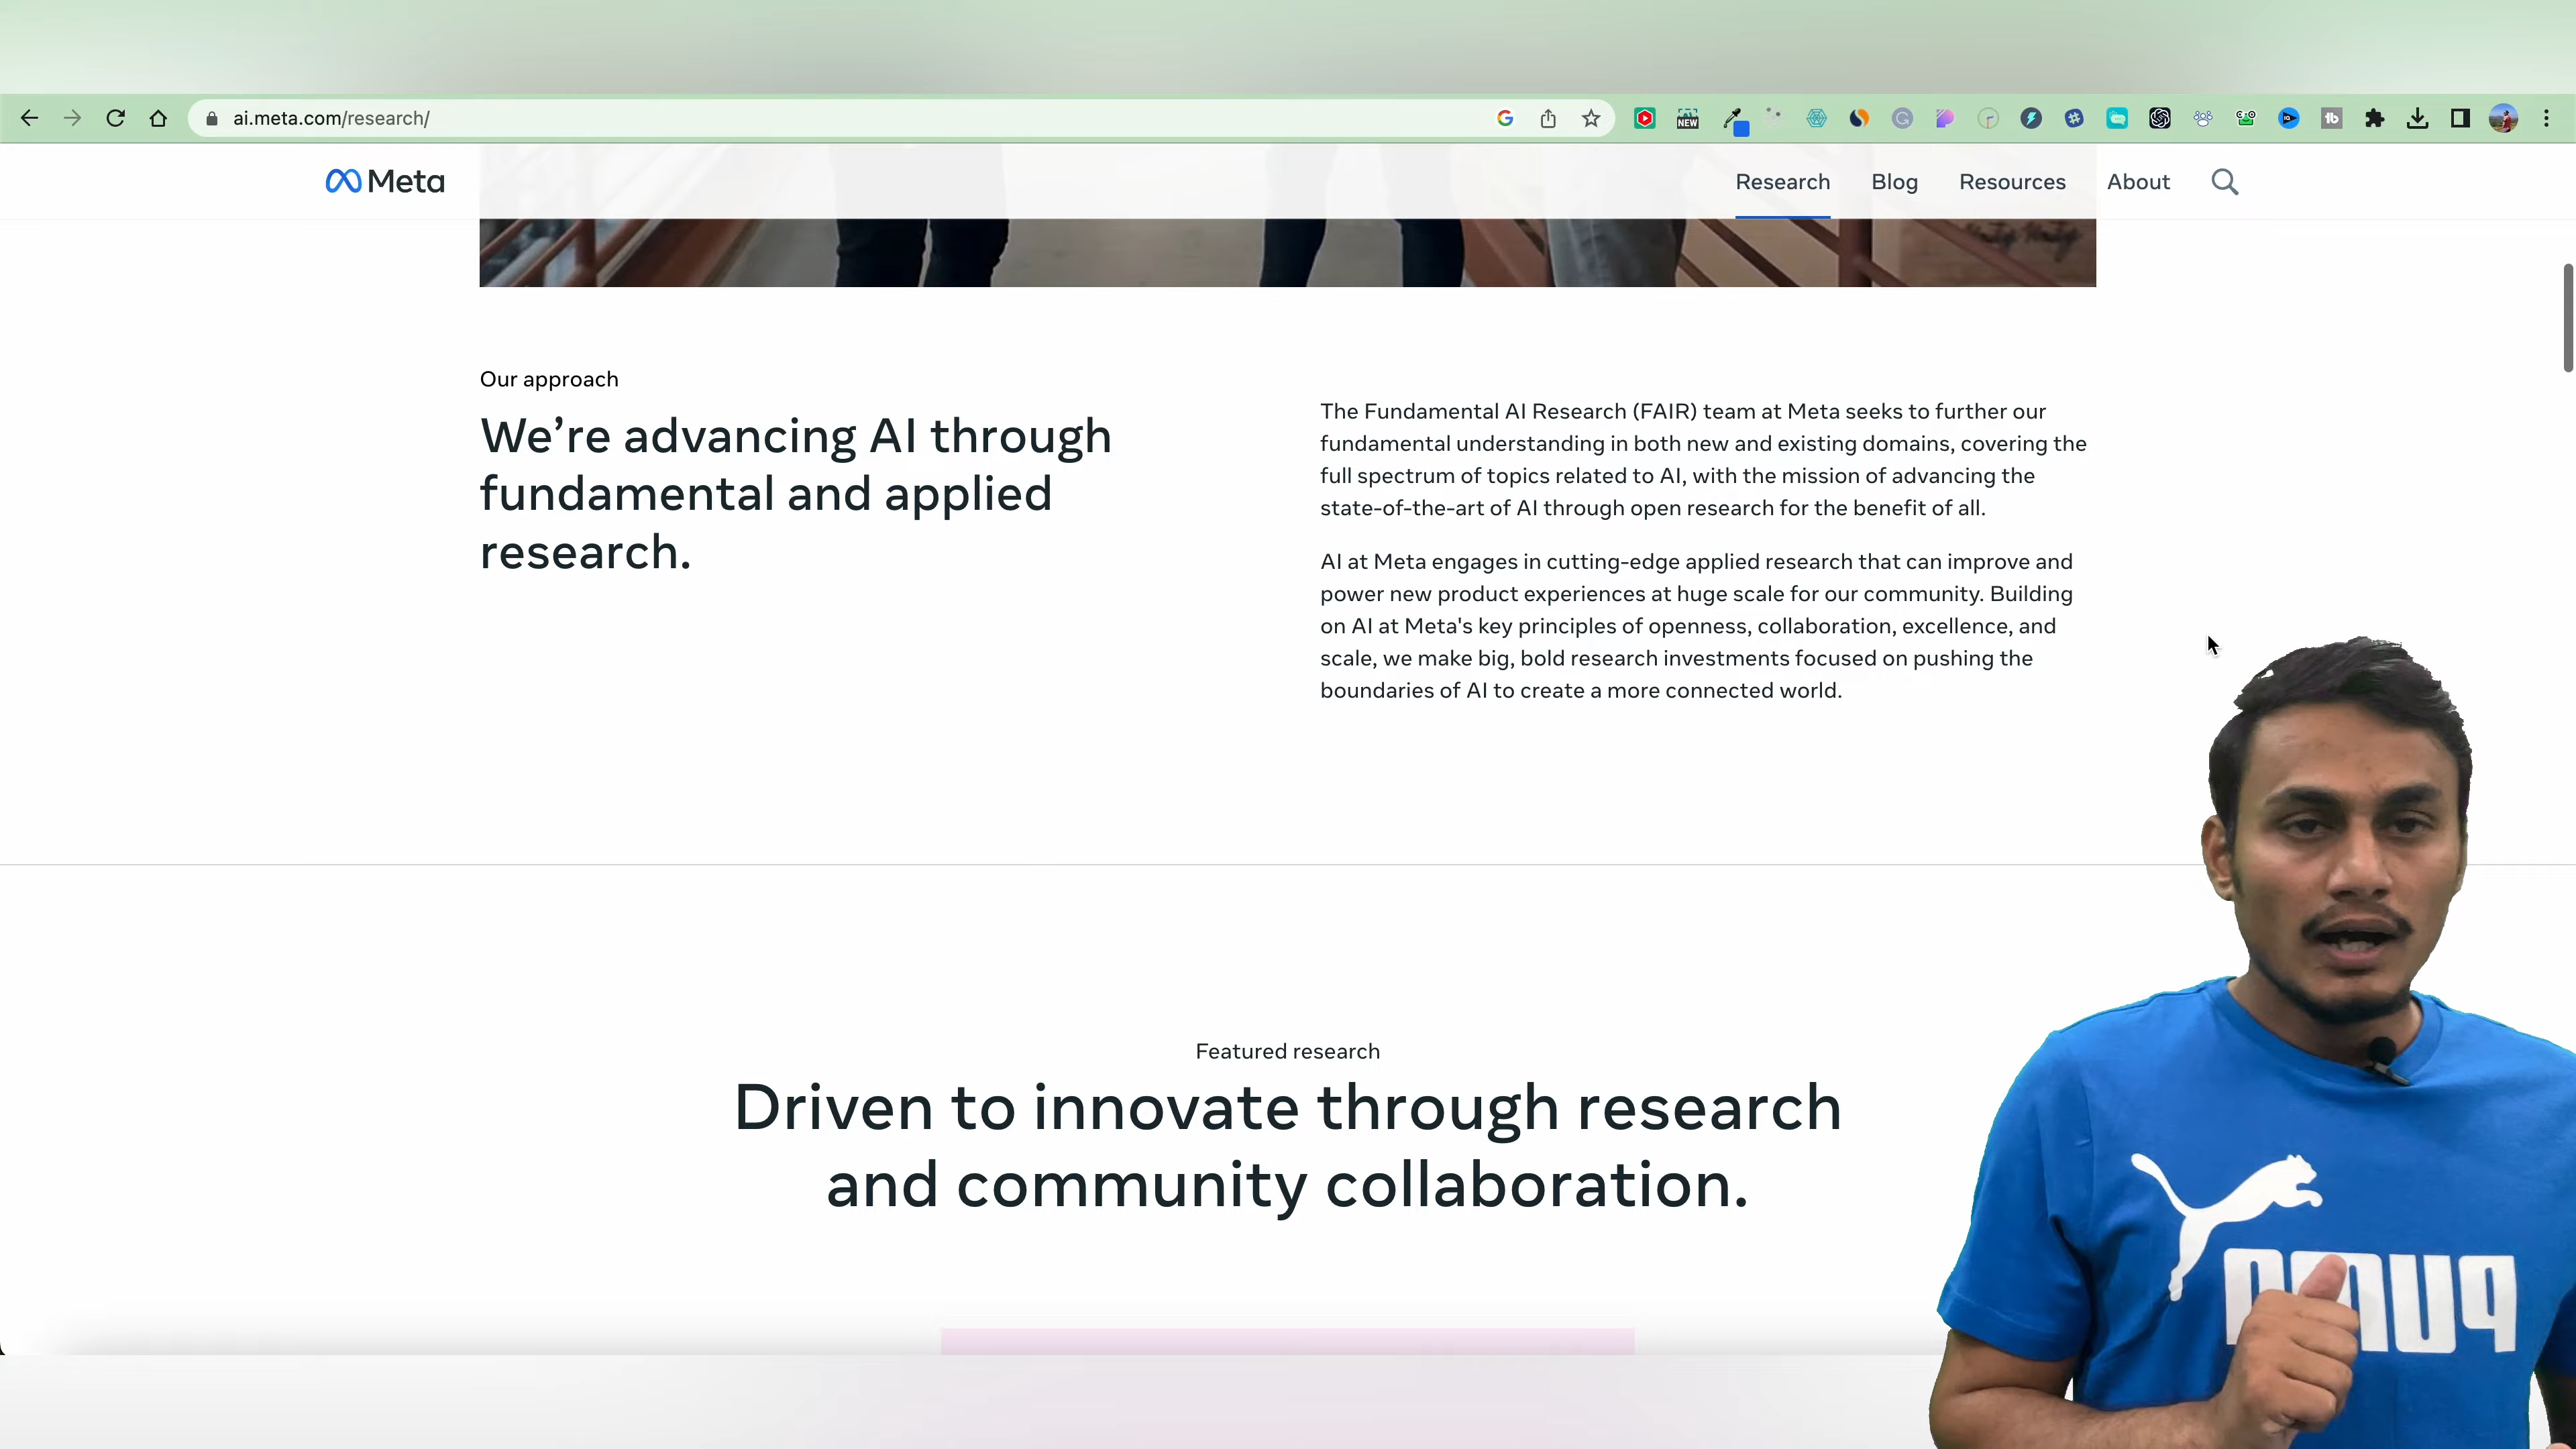 ai.meta.com/research/
NEW
Meta
Research
Blog
Resources
About
Our approach
We’re advancing AI through
fundamental and applied
research.
The Fundamental AI Research (FAIR) team at Meta seeks to further our
fundamental understanding in both new and existing domains, covering the
full spectrum of topics related to AI, with the mission of advancing the
state-of-the-art of AI through open research for the benefit of all.
AI at Meta engages in cutting-edge applied research that can improve and
power new product experiences at huge scale for our community. Building
on AI at Meta's key principles of openness, collaboration, excellence, and
scale, we make big, bold research investments focused on pushing the
boundaries of AI to create a more connected world.
Featured research
Driven to innovate through research
and community collaboration.
PUMA